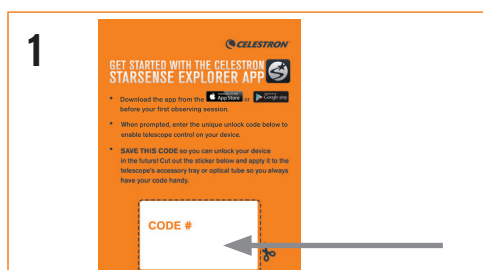 1
CELESTRON
GET STARTED WITH THE CELESTRON
STARSENSE EXPLORER APP
• Download the app from the App Store or Google play
before your first observing session.
• When prompted, enter the unique unlock code below to
enable telescope control on your device.
• SAVE THIS CODE so you can unlock your device
in the future! Cut out the sticker below and apply it to the
telescope's accessory tray or optical tube so you always
have your code handy.
CODE #